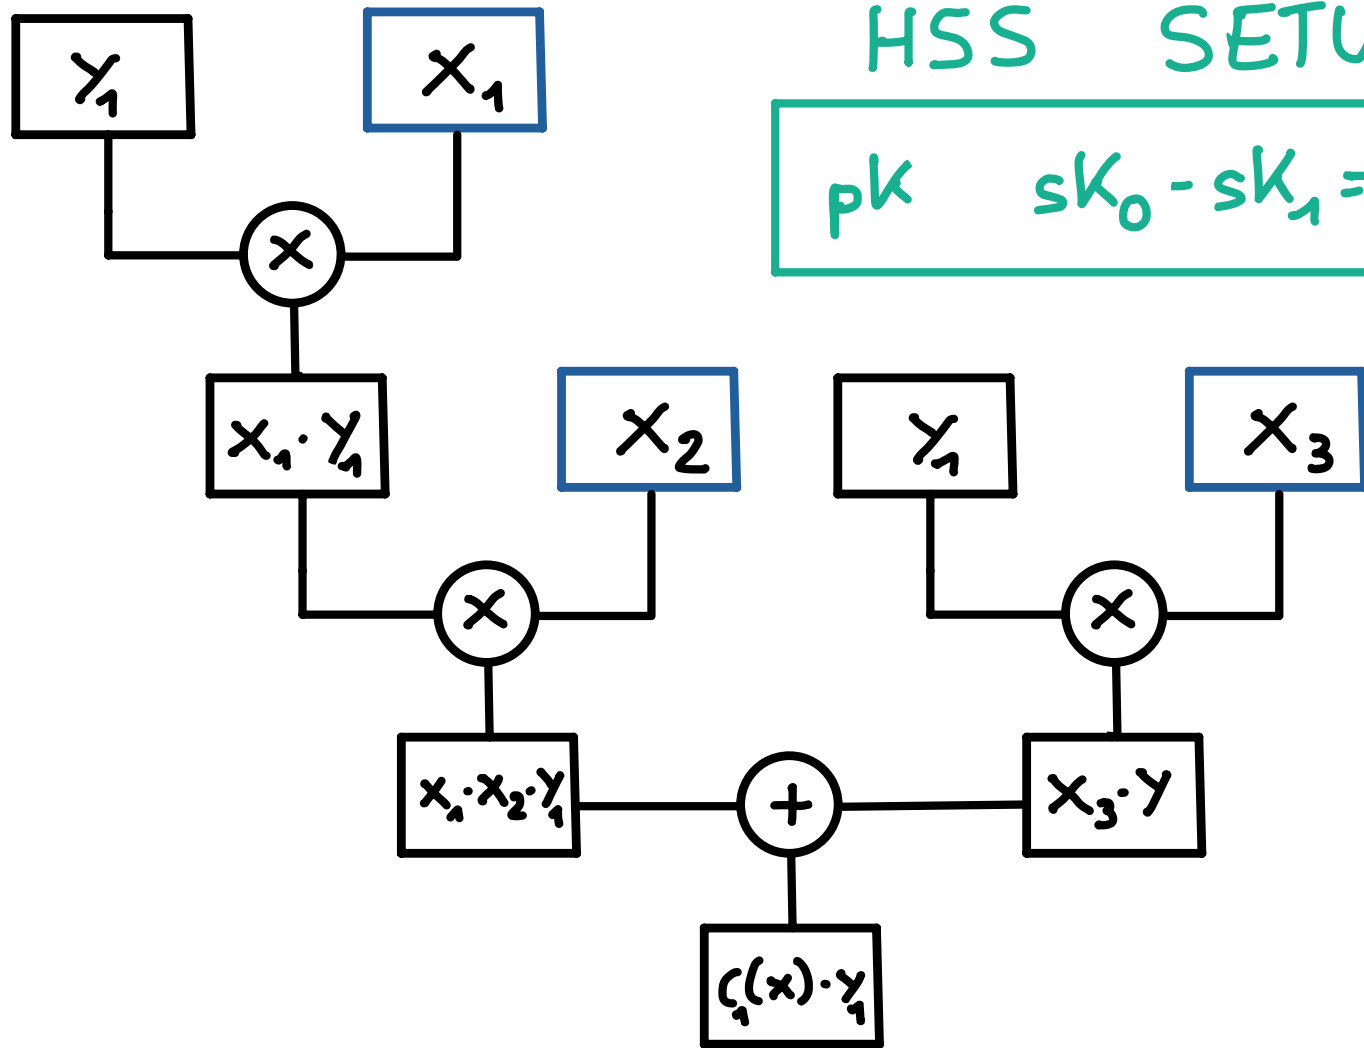 HSS SETU
pK sK₀ - sK₁ =
Y₁ X₁
×
X₁ · Y₁ X₂ Y₁ X₃
× ×
X₁ · X₂ · Y₁ + X₃ · Y
C₁(x) · Y₁